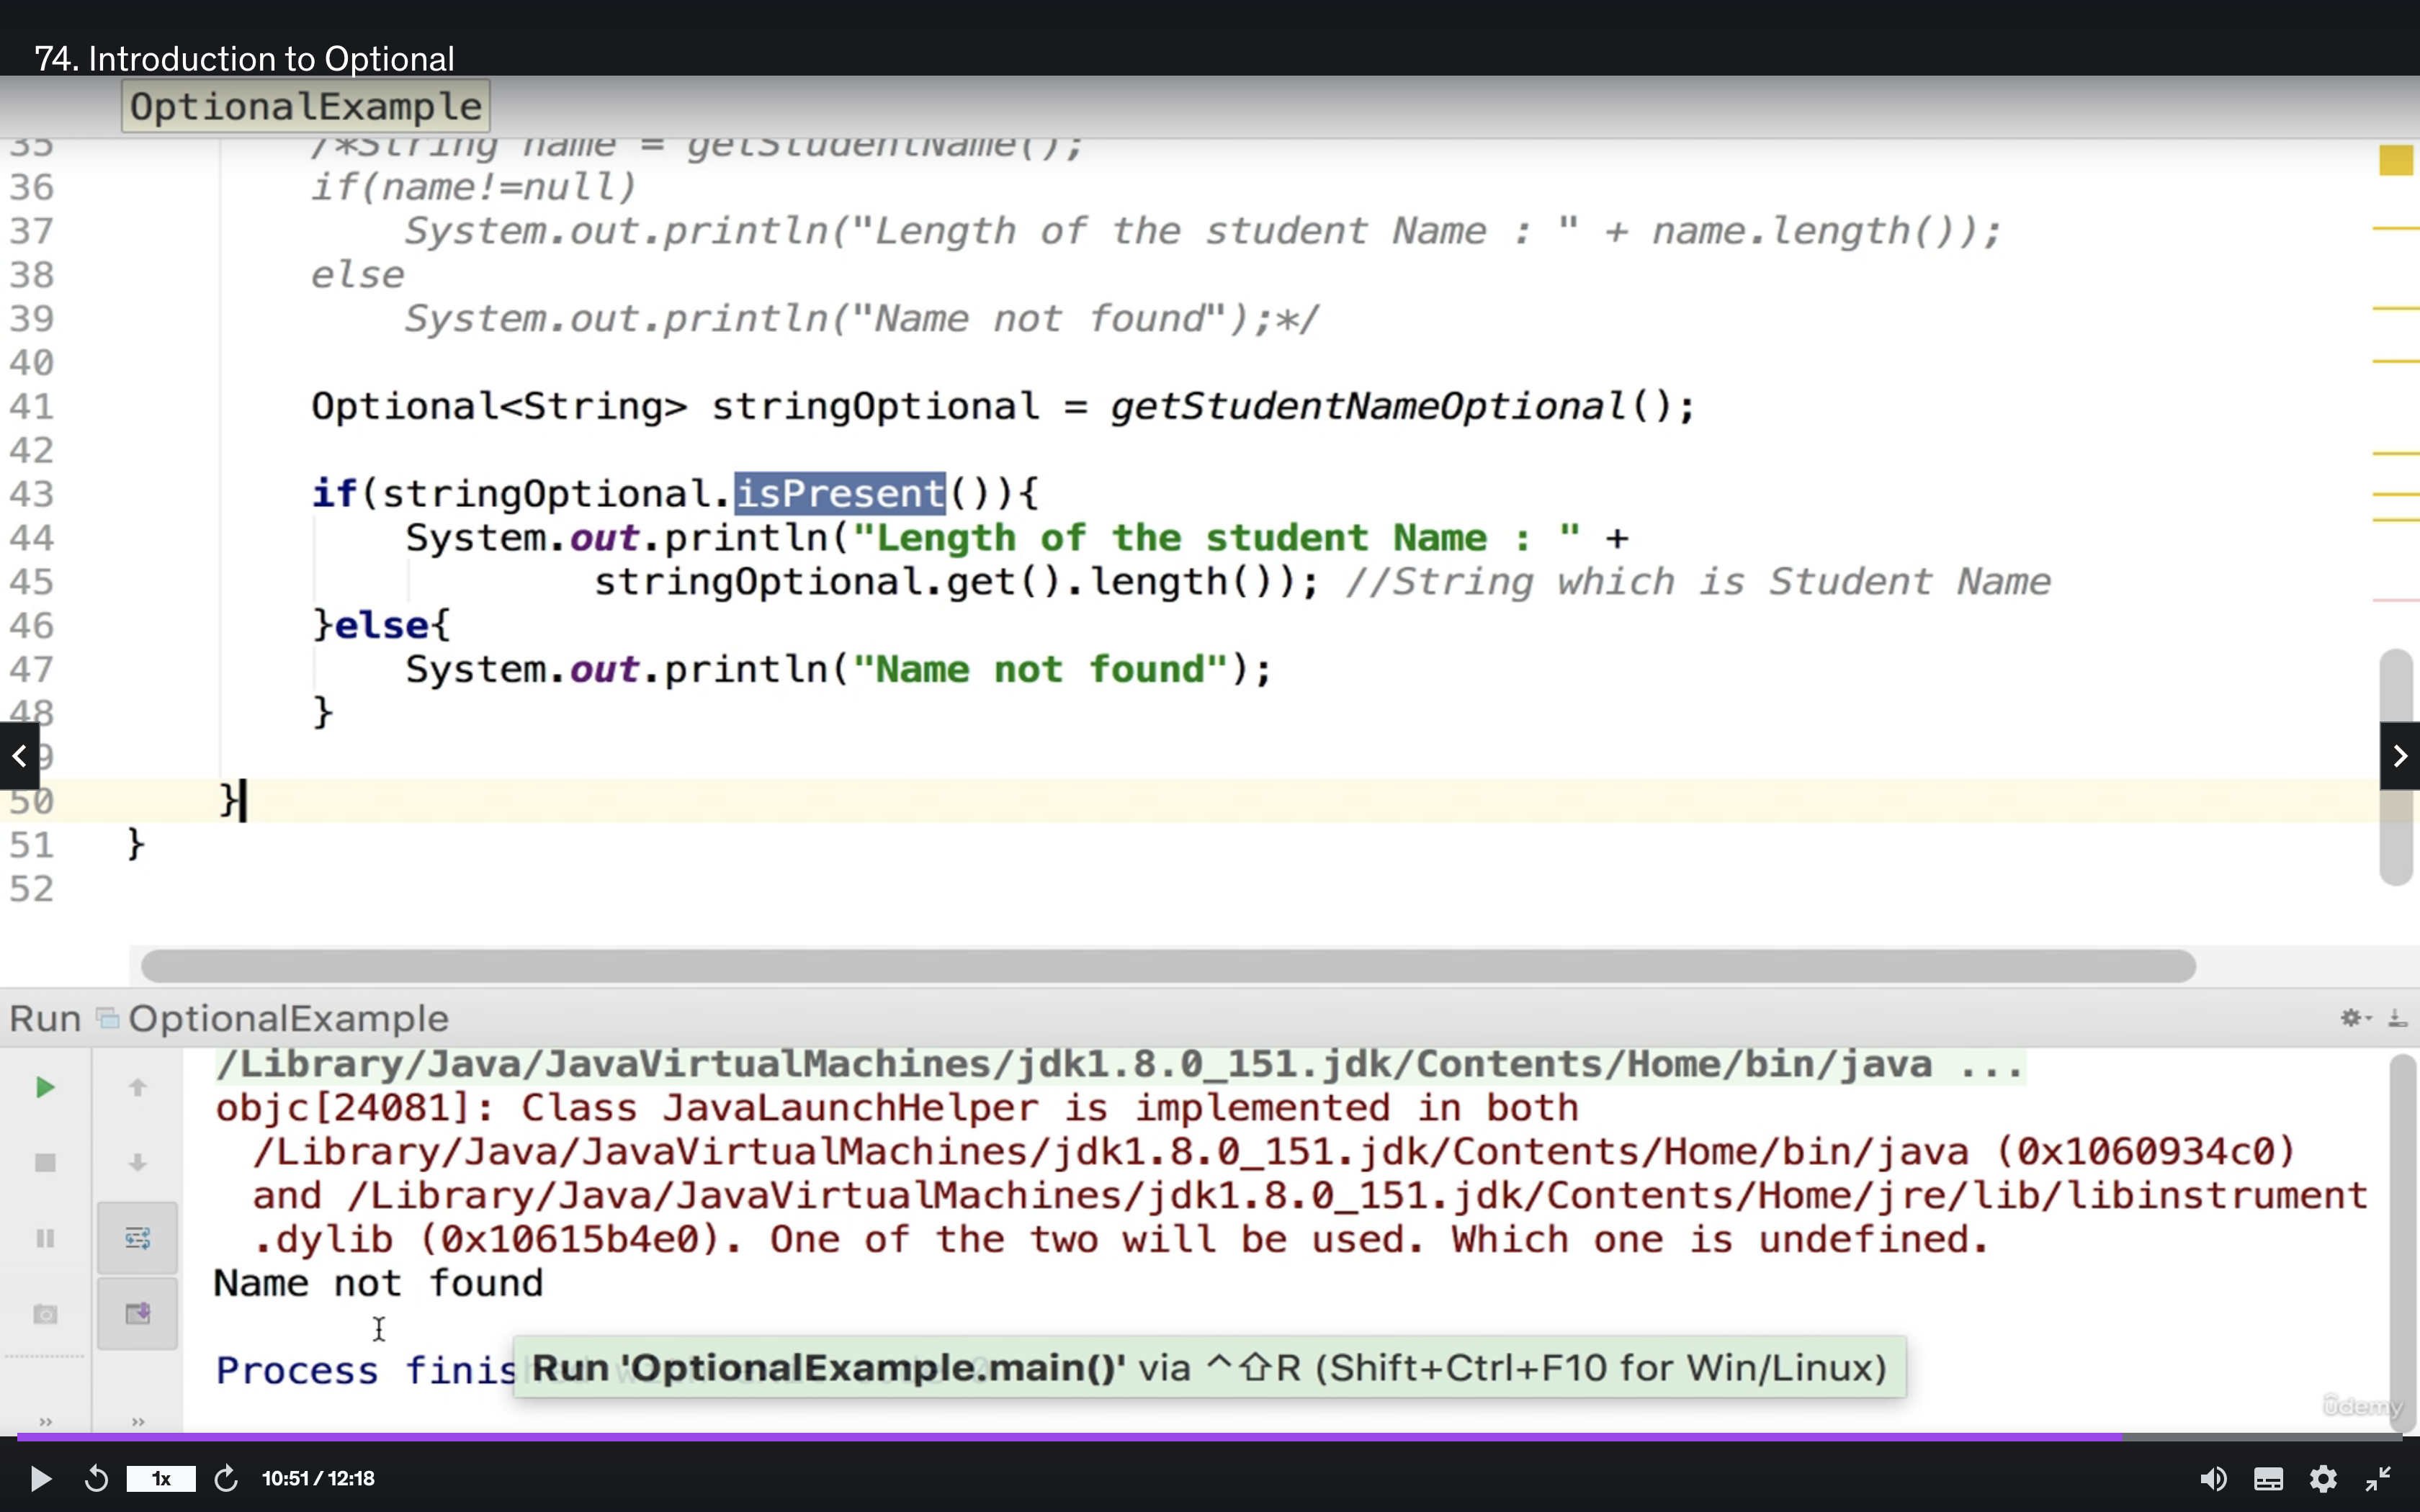 74. Introduction to Optional
OptionalExample
35 /*String name = getStudentName();
36 if(name!=null)
37 System.out.println("Length of the student Name : " + name.length());
38 else
39 System.out.println("Name not found");*/
40
41 Optional<String> stringOptional = getStudentNameOptional();
42
43 if(stringOptional.isPresent()){
44 System.out.println("Length of the student Name : " +
45 stringOptional.get().length()); //String which is Student Name
46 }else{
47 System.out.println("Name not found");
48 }
9
50 }
51 }
52
Run OptionalExample
/Library/Java/JavaVirtualMachines/jdk1.8.0_151.jdk/Contents/Home/bin/java ...
objc[24081]: Class JavaLaunchHelper is implemented in both
/Library/Java/JavaVirtualMachines/jdk1.8.0_151.jdk/Contents/Home/bin/java (0x1060934c0)
and /Library/Java/JavaVirtualMachines/jdk1.8.0_151.jdk/Contents/Home/jre/lib/libinstrument
.dylib (0x10615b4e0). One of the two will be used. Which one is undefined.
Name not found
Process finis
Run 'OptionalExample.main()' via ^⇧R (Shift+Ctrl+F10 for Win/Linux)
ûdemy
1x 10:51 / 12:18